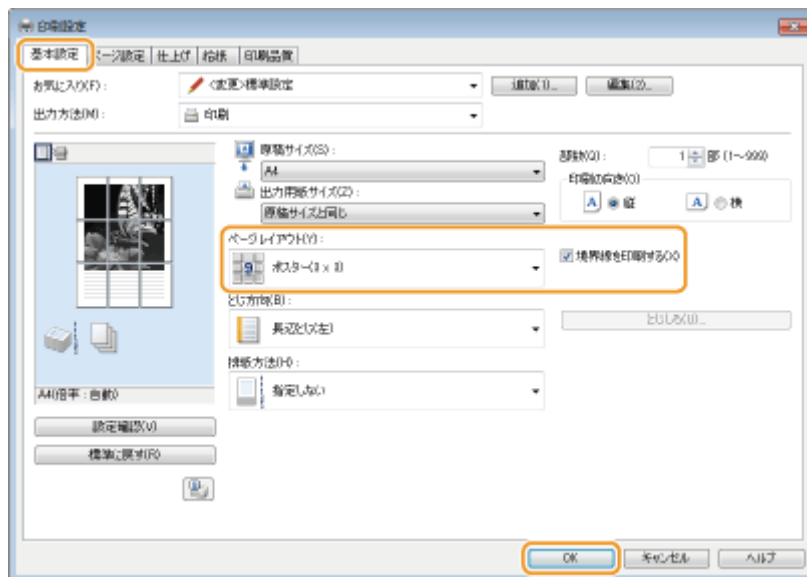 印刷設定
基本設定 ページ設定 仕上げ 給紙 印刷品質
お気に入り(F): <変更>標準設定 追加(1)... 編集(2)...
出力方法(M): 印刷
原稿サイズ(S):
A4
部数(Q): 1 部 (1~999)
出力用紙サイズ(Z):
原稿サイズと同じ
印刷の向き(O)
A 縦 A 横
ページレイアウト(Y):
9 ポスター(3 x 3)
境界線を印刷する(X)
とじ方向(B):
長辺とじ(左)
とじしろ(U)...
排紙方法(H):
指定しない
A4(倍率:自動)
設定確認(V)
標準に戻す(R)
OK キャンセル ヘルプ